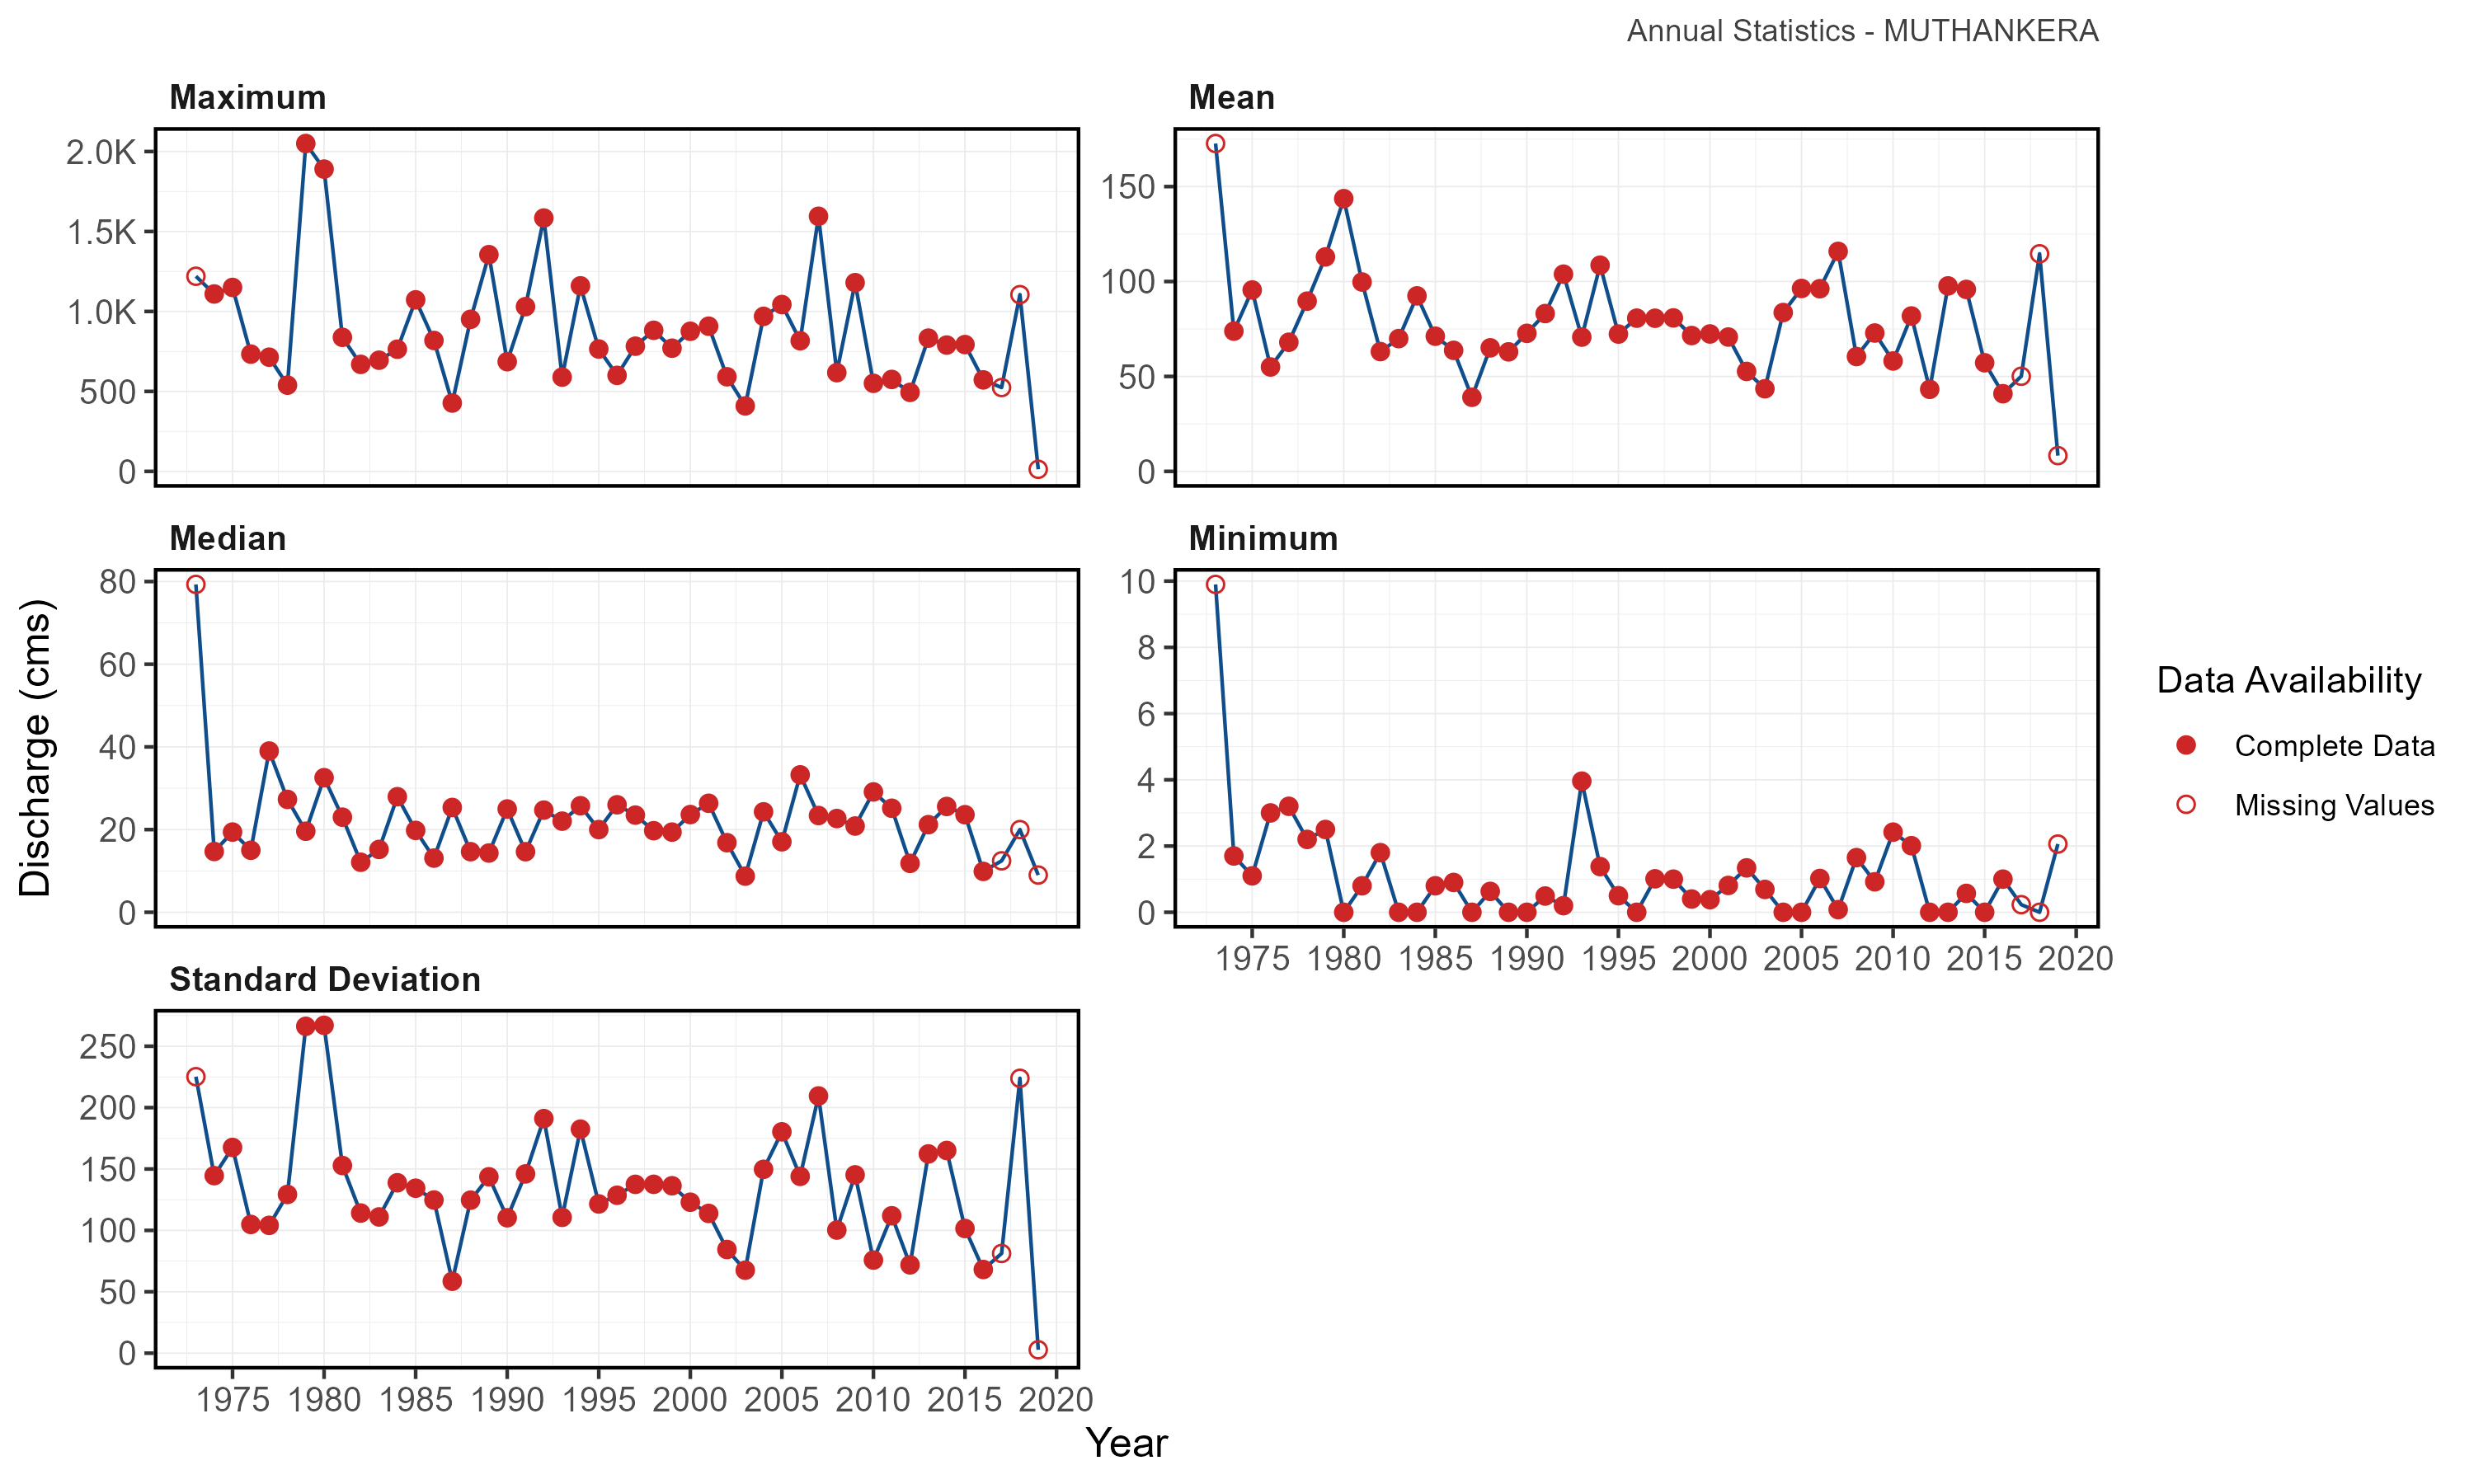 Annual Statistics - MUTHANKERA
Maximum
2.0K
1.5K
1.0K
500
0
Mean
150
100
50
0
Discharge (cms)
Median
80
60
40
20
0
Minimum
10
8
6
4
2
0
1975 1980 1985 1990 1995 2000 2005 2010 2015 2020
Standard Deviation
250
200
150
100
50
0
1975 1980 1985 1990 1995 2000 2005 2010 2015 2020
Year
Data Availability
Complete Data
Missing Values